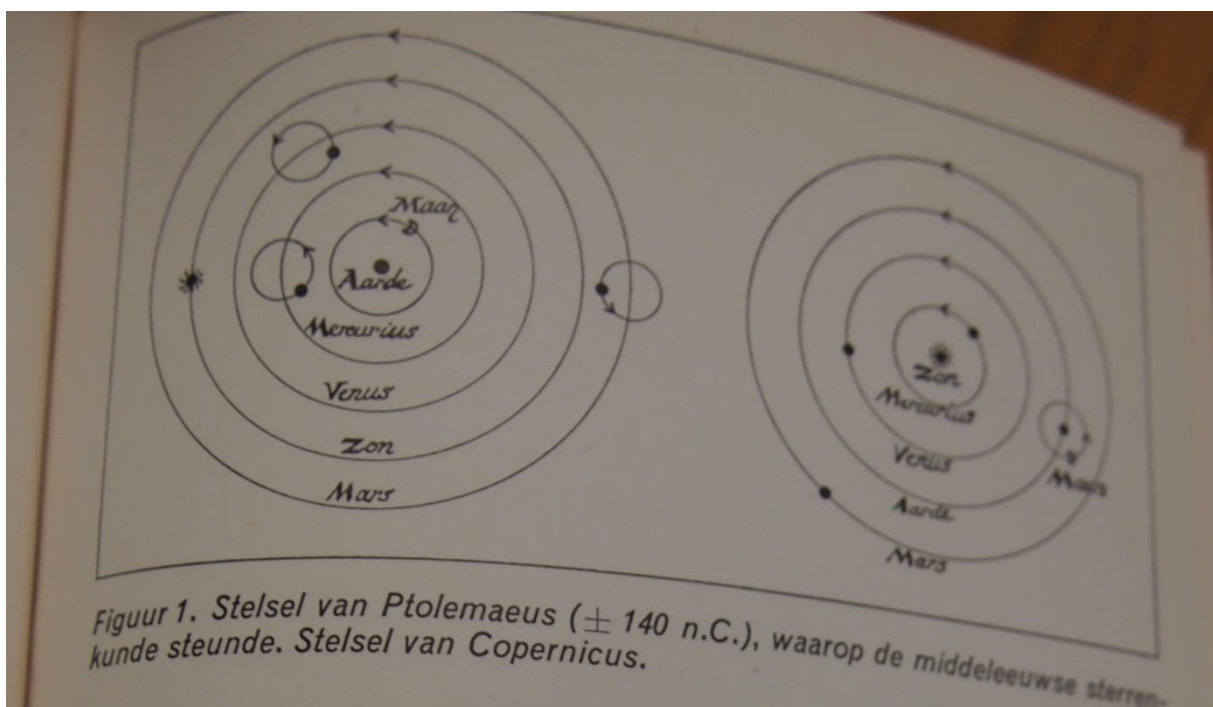 Maan
Aarde
Mercurius
Venus
Zon
Mars
Zon
Mercurius
Venus
Maan
Aarde
Mars
Figuur 1. Stelsel van Ptolemaeus (± 140 n.C.), waarop de middeleeuwse sterren-
kunde steunde. Stelsel van Copernicus.